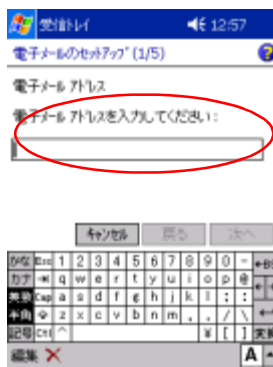 受信トレイ 12:57
電子メールのセットアップ (1/5)
電子メール アドレス
電子メール アドレスを入力してください:
キャンセル 戻る 次へ
かな Esc 1 2 3 4 5 6 7 8 9 0 - BS
カナ q w e r t y u i o p @
英数 Cap a s d f g h j k l ; :
半角 z x c v b n m , . / \
記号 Ctl ^ ¥ [ ] 実行
編集 A